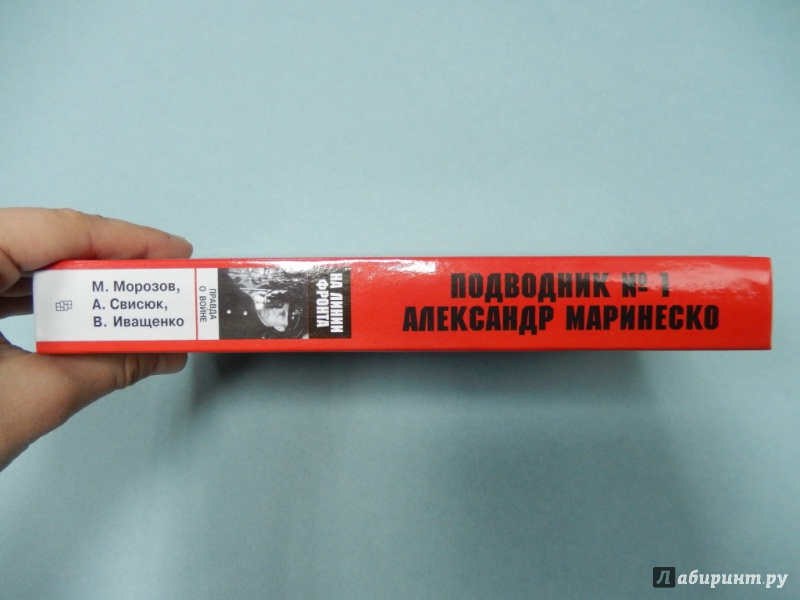 М. Морозов,
А. Свисюк,
В. Иващенко
ПРАВДА
О ВОЙНЕ
НА ЛИНИИ
ФРОНТА
ПОДВОДНИК № 1
АЛЕКСАНДР МАРИНЕСКО
Лабиринт.ру